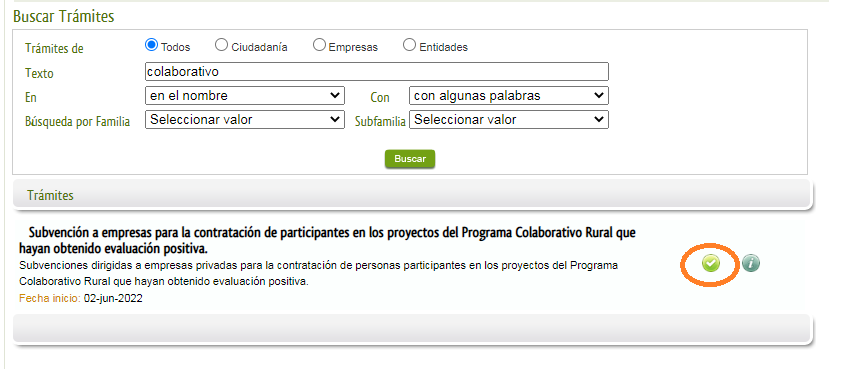 Buscar Trámites
Trámites de Todos Ciudadanía Empresas Entidades
Texto colaborativo
En en el nombre Con con algunas palabras
Búsqueda por Familia Seleccionar valor Subfamilia Seleccionar valor
Buscar
Trámites
Subvención a empresas para la contratación de participantes en los proyectos del Programa Colaborativo Rural que
hayan obtenido evaluación positiva.
Subvenciones dirigidas a empresas privadas para la contratación de personas participantes en los proyectos del Programa
Colaborativo Rural que hayan obtenido evaluación positiva.
Fecha inicio: 02-jun-2022